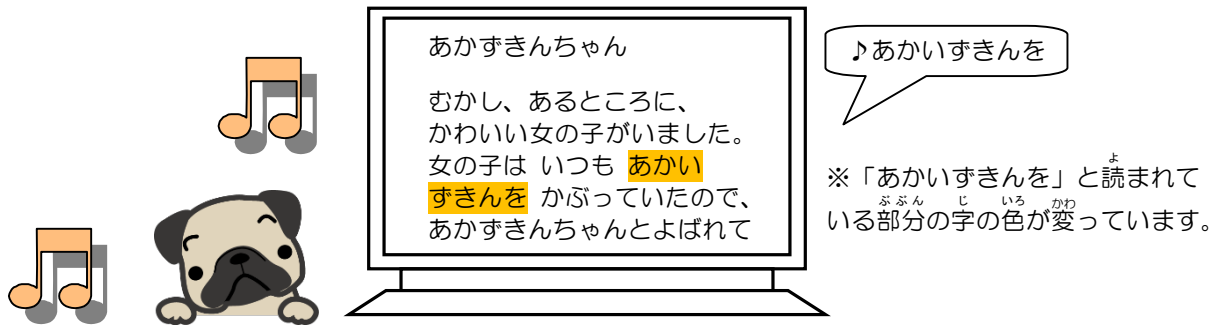 あかずきんちゃん
むかし、あるところに、
かわいい女の子がいました。
女の子は いつも あかい
ずきんを かぶっていたので、
あかずきんちゃんとよばれて
♪あかいずきんを
※「あかいずきんを」と読まれて
いる部分の字の色が変っています。